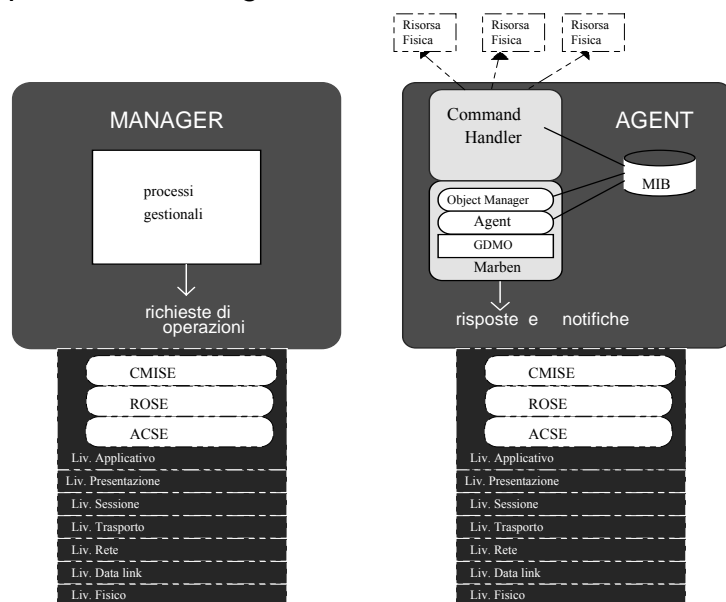 Risorsa
Fisica
Risorsa
Fisica
Risorsa
Fisica
MANAGER
processi
gestionali
richieste di
operazioni
CMISE
ROSE
ACSE
Liv. Applicativo
Liv. Presentazione
Liv. Sessione
Liv. Trasporto
Liv. Rete
Liv. Data link
Liv. Fisico
AGENT
Command
Handler
MIB
Object Manager
Agent
GDMO
Marben
risposte e notifiche
CMISE
ROSE
ACSE
Liv. Applicativo
Liv. Presentazione
Liv. Sessione
Liv. Trasporto
Liv. Rete
Liv. Data link
Liv. Fisico